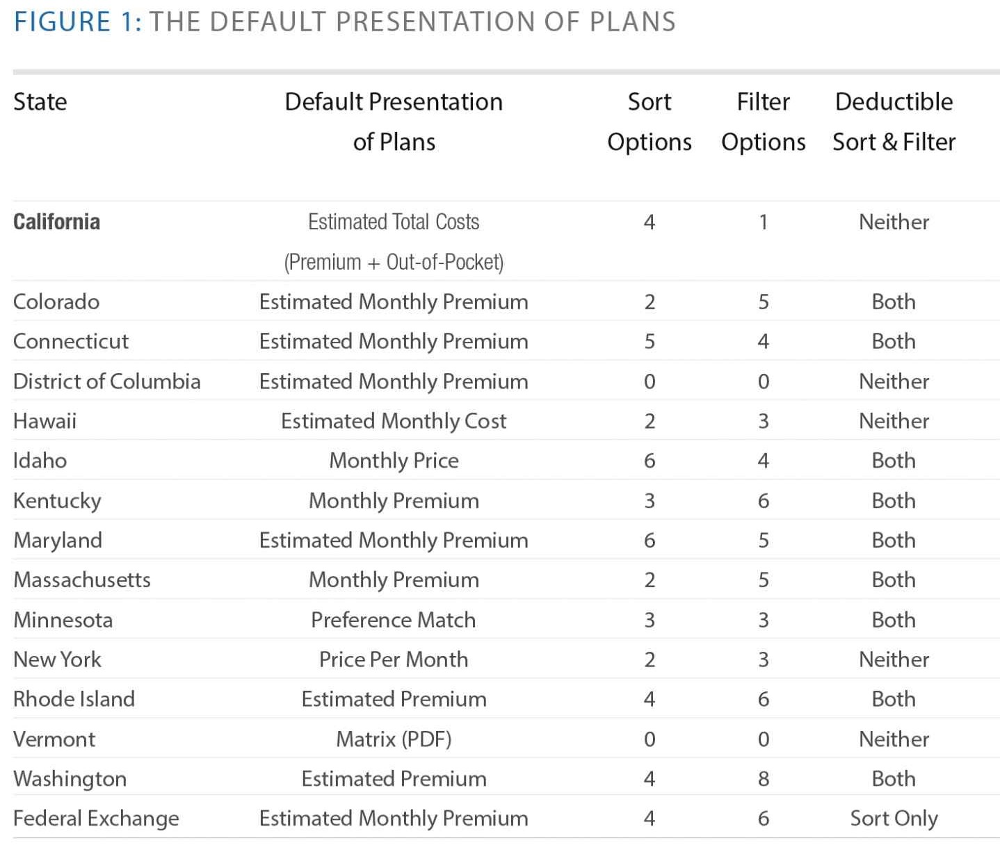 FIGURE 1: THE DEFAULT PRESENTATION OF PLANS
State Default Presentation of Plans Sort Options Filter Options Deductible Sort & Filter
California Estimated Total Costs (Premium + Out-of-Pocket) 4 1 Neither
Colorado Estimated Monthly Premium 2 5 Both
Connecticut Estimated Monthly Premium 5 4 Both
District of Columbia Estimated Monthly Premium 0 0 Neither
Hawaii Estimated Monthly Cost 2 3 Neither
Idaho Monthly Price 6 4 Both
Kentucky Monthly Premium 3 6 Both
Maryland Estimated Monthly Premium 6 5 Both
Massachusetts Monthly Premium 2 5 Both
Minnesota Preference Match 3 3 Both
New York Price Per Month 2 3 Neither
Rhode Island Estimated Premium 4 6 Both
Vermont Matrix (PDF) 0 0 Neither
Washington Estimated Premium 4 8 Both
Federal Exchange Estimated Monthly Premium 4 6 Sort Only